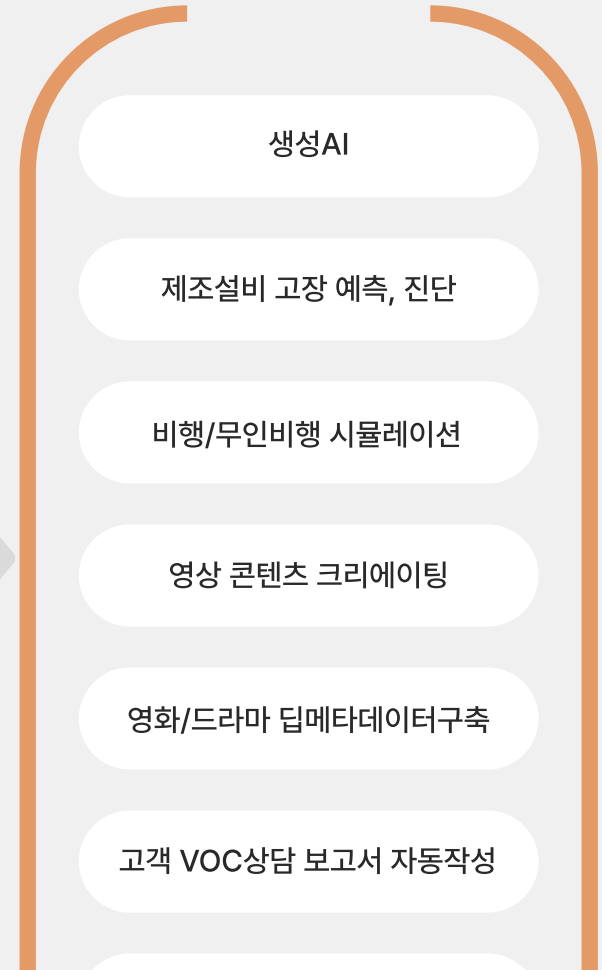 생성AI
제조설비 고장 예측, 진단
비행/무인비행 시뮬레이션
영상 콘텐츠 크리에이팅
영화/드라마 딥메타데이터구축
고객 VOC상담 보고서 자동작성